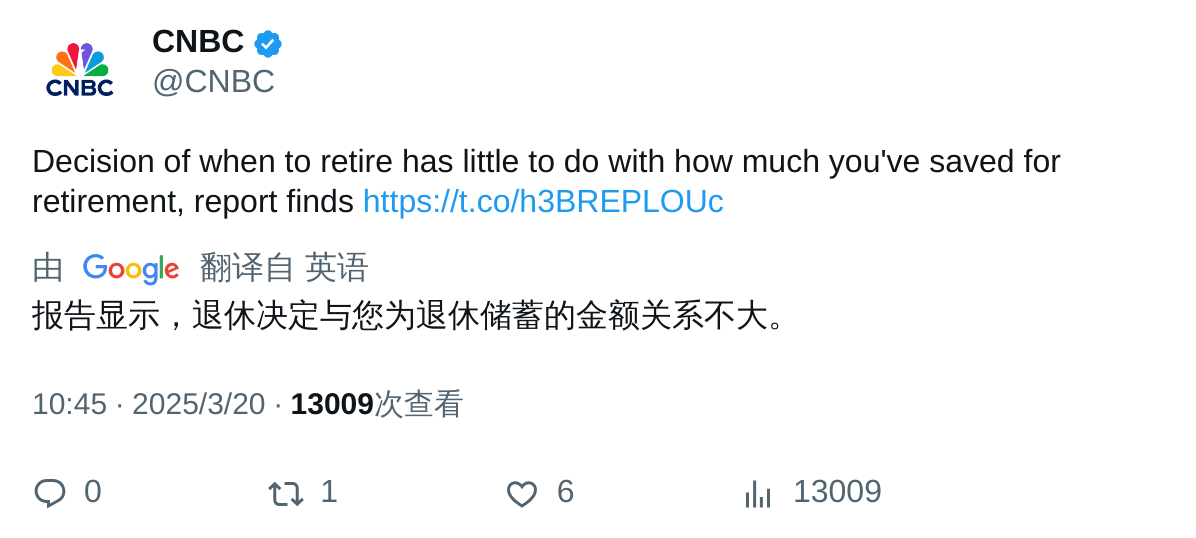 CNBC
CNBC
@CNBC
Decision of when to retire has little to do with how much you've saved for
retirement, report finds https://t.co/h3BREPLOUc
由 Google 翻译自 英语
报告显示，退休决定与您为退休储蓄的金额关系不大。
10:45 · 2025/3/20 · 13009次查看
0 1 6 13009